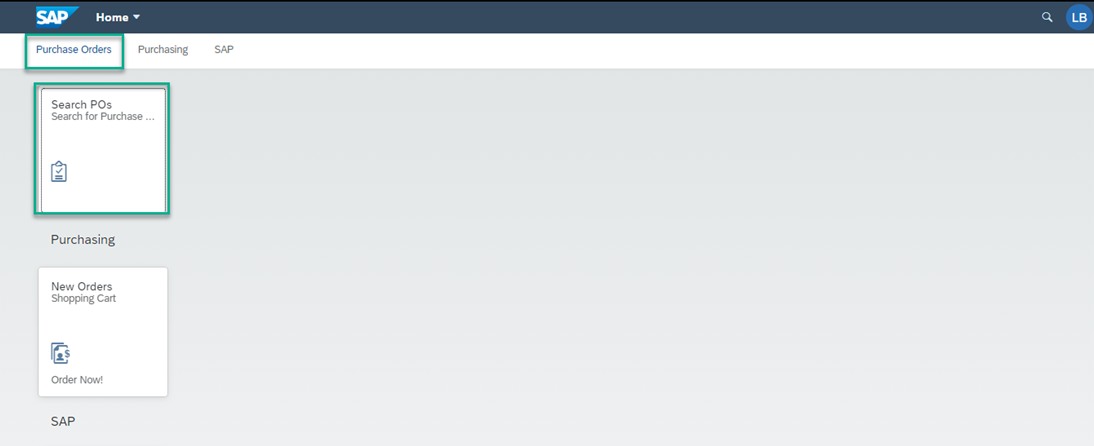 SAP Home LB
Purchase Orders Purchasing SAP
Search POs
Search for Purchase ...
Purchasing
New Orders
Shopping Cart
$
Order Now!
SAP